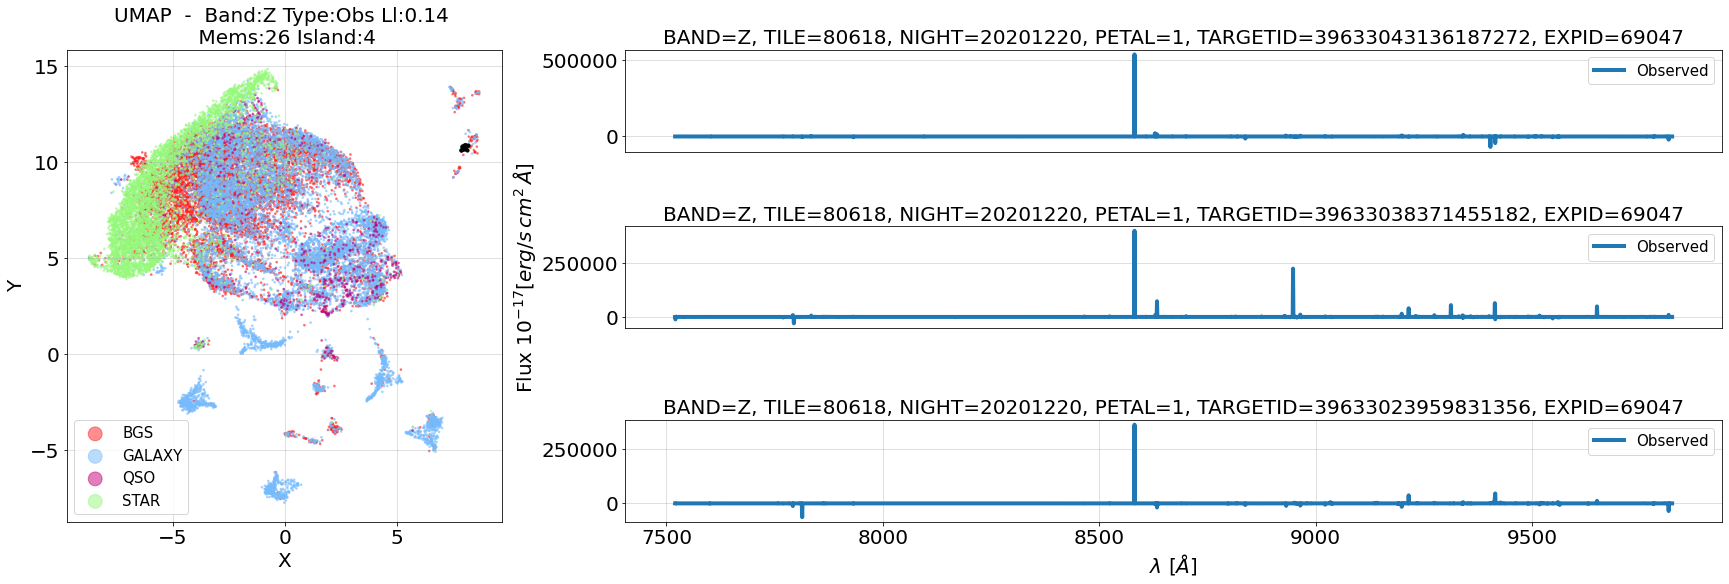 UMAP - Band:Z Type:Obs Ll:0.14
Mems:26 Island:4
15
10
5
0
−5
Y
BGS
GALAXY
QSO
STAR
−5
0
5
X
Flux 10^{-17}[erg/s cm^2 Å]
BAND=Z, TILE=80618, NIGHT=20201220, PETAL=1, TARGETID=39633043136187272, EXPID=69047
500000
0
Observed
BAND=Z, TILE=80618, NIGHT=20201220, PETAL=1, TARGETID=39633038371455182, EXPID=69047
250000
0
Observed
BAND=Z, TILE=80618, NIGHT=20201220, PETAL=1, TARGETID=39633023959831356, EXPID=69047
250000
0
Observed
7500
8000
8500
9000
9500
λ [Å]